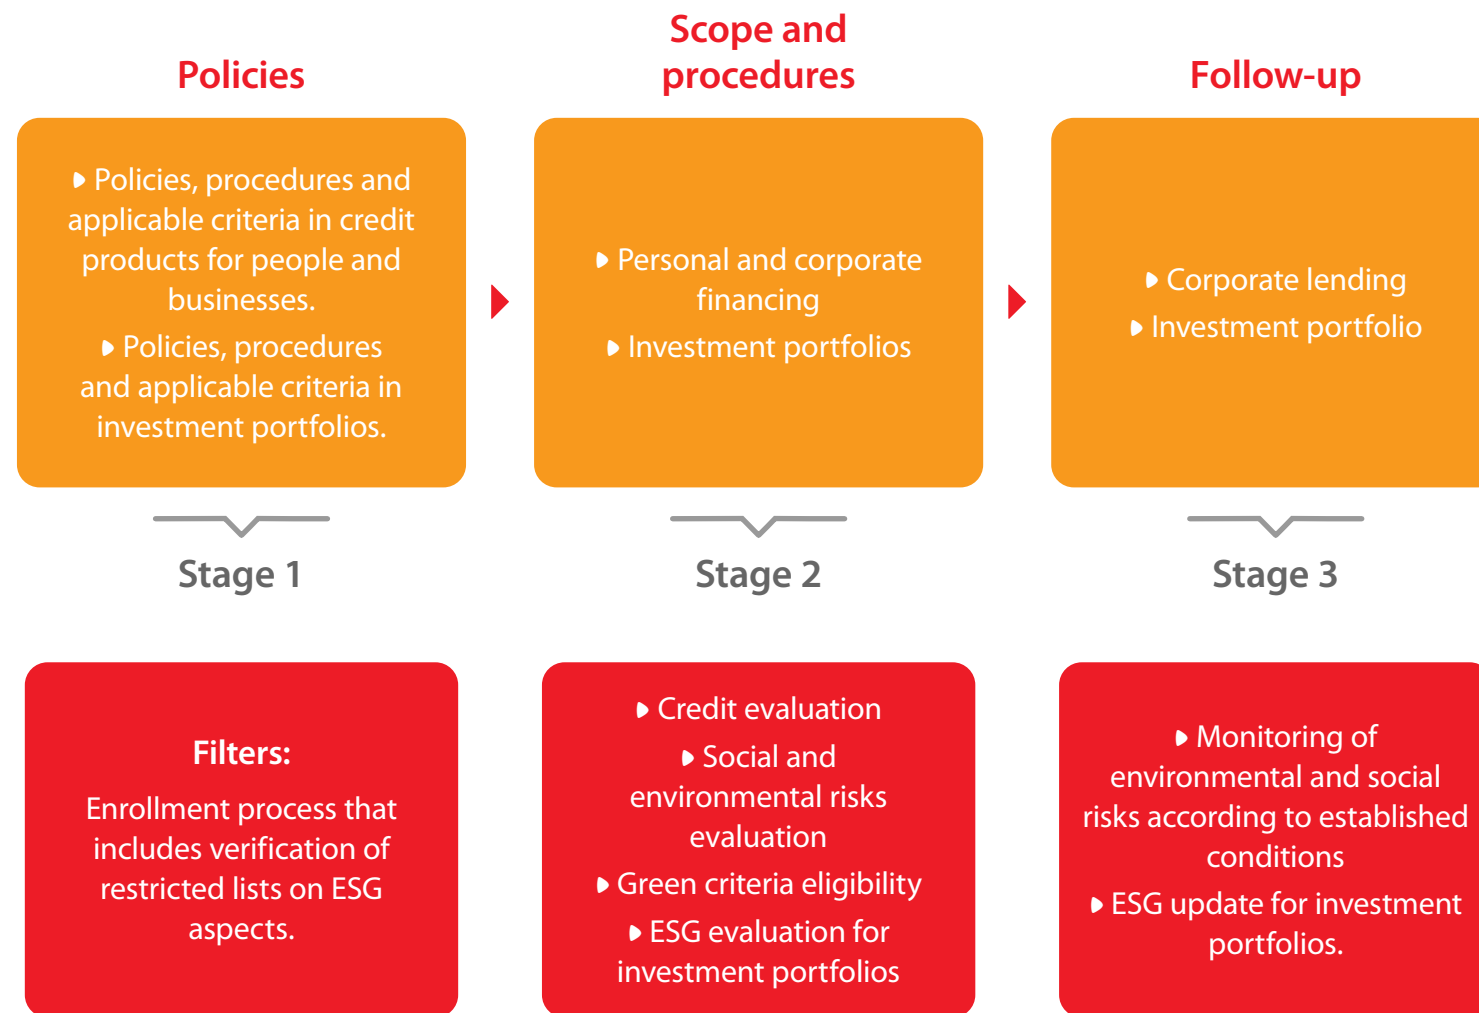 Policies
Scope and
procedures
Follow-up
Policies, procedures and
applicable criteria in credit
products for people and
businesses.
Policies, procedures
and applicable criteria in
investment portfolios.
Personal and corporate
financing
Investment portfolios
Corporate lending
Investment portfolio
Stage 1
Stage 2
Stage 3
Filters:
Enrollment process that
includes verification of
restricted lists on ESG
aspects.
Credit evaluation
Social and
environmental risks
evaluation
Green criteria eligibility
ESG evaluation for
investment portfolios
Monitoring of
environmental and social
risks according to established
conditions
ESG update for investment
portfolios.